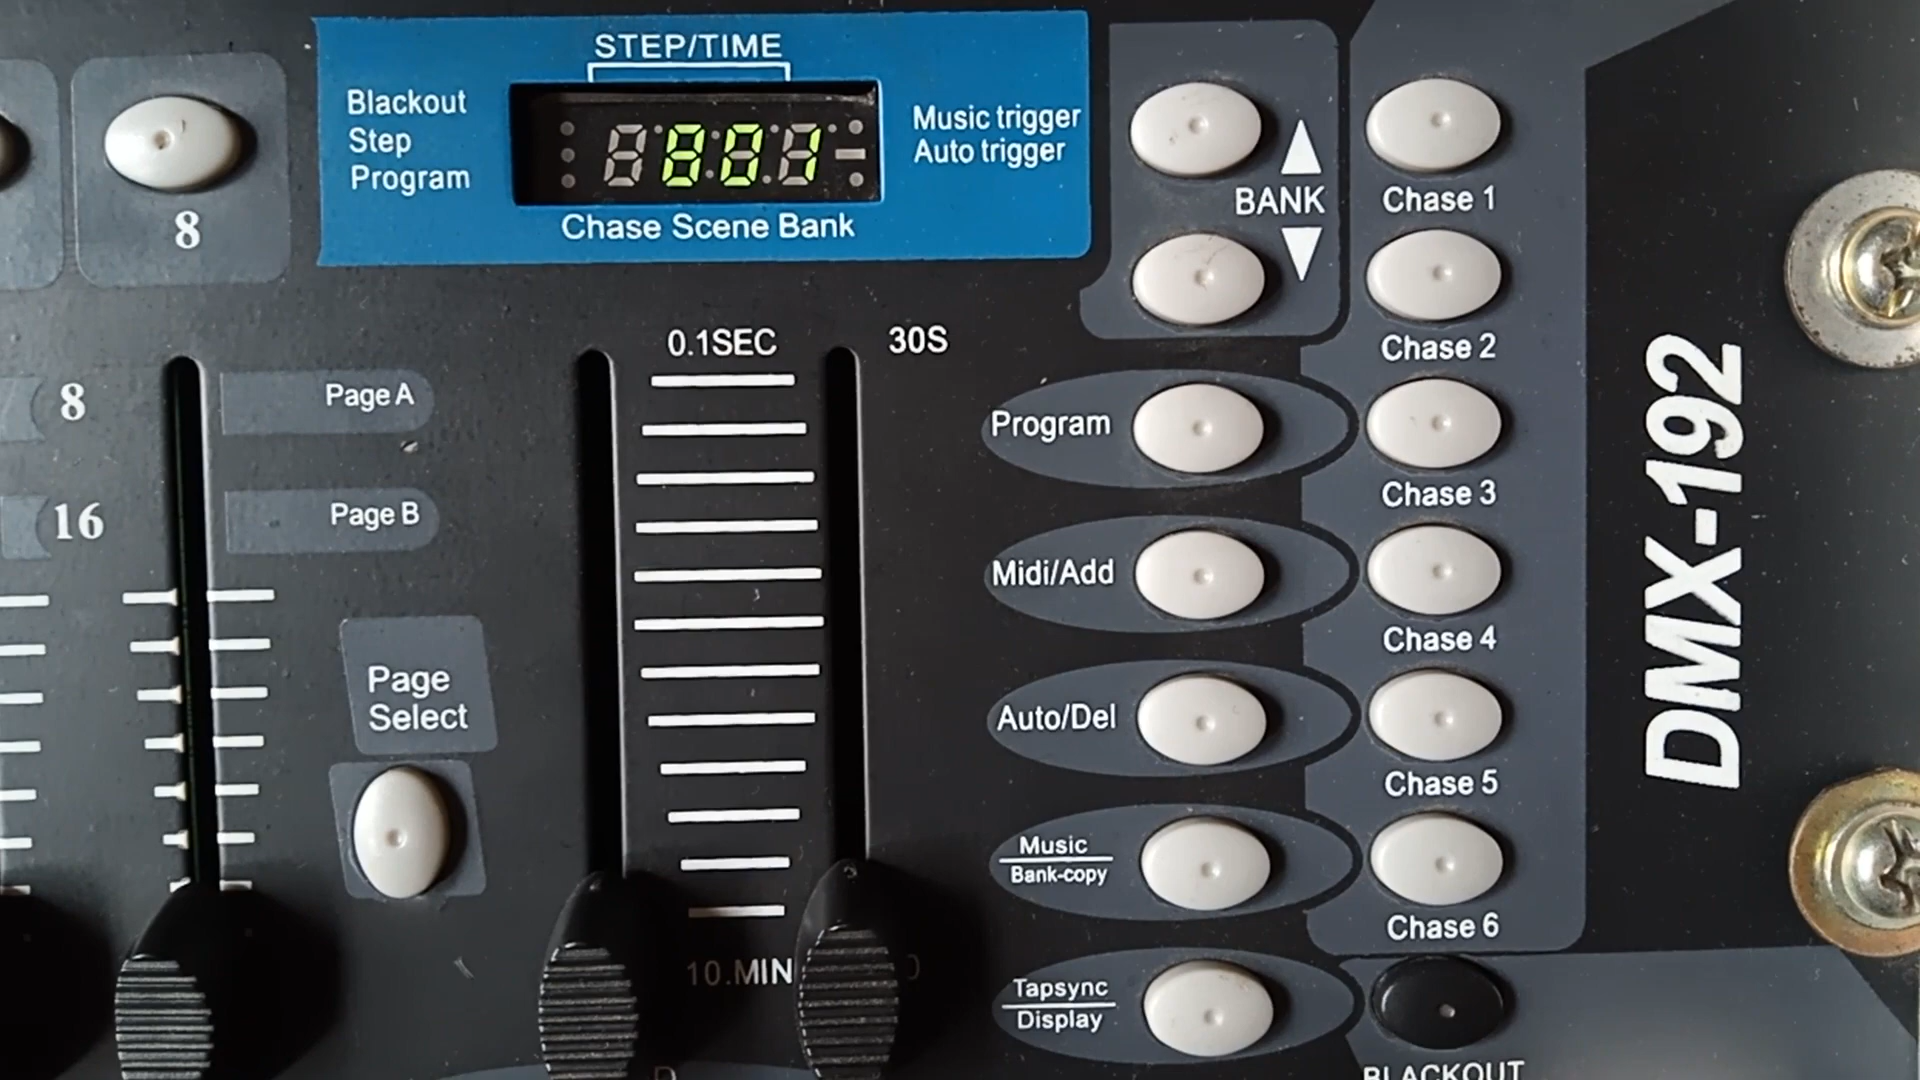 STEP/TIME
Blackout
Step
Program
801
Music trigger
Auto trigger
Chase Scene Bank
8
BANK
Chase 1
Chase 2
Chase 3
Chase 4
Chase 5
Chase 6
0.1SEC
30S
8
Page A
16
Page B
Page
Select
Program
Midi/Add
Auto/Del
Music
Bank-copy
Tapsync
Display
10.MIN
BLACKOUT
DMX-192